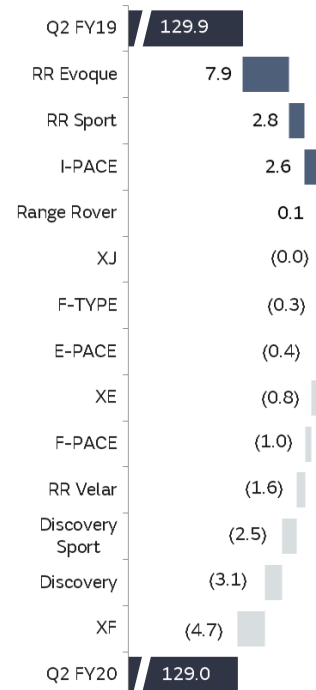 Q2 FY19 129.9
RR Evoque 7.9
RR Sport 2.8
I-PACE 2.6
Range Rover 0.1
XJ (0.0)
F-TYPE (0.3)
E-PACE (0.4)
XE (0.8)
F-PACE (1.0)
RR Velar (1.6)
Discovery
Sport (2.5)
Discovery (3.1)
XF (4.7)
Q2 FY20 129.0